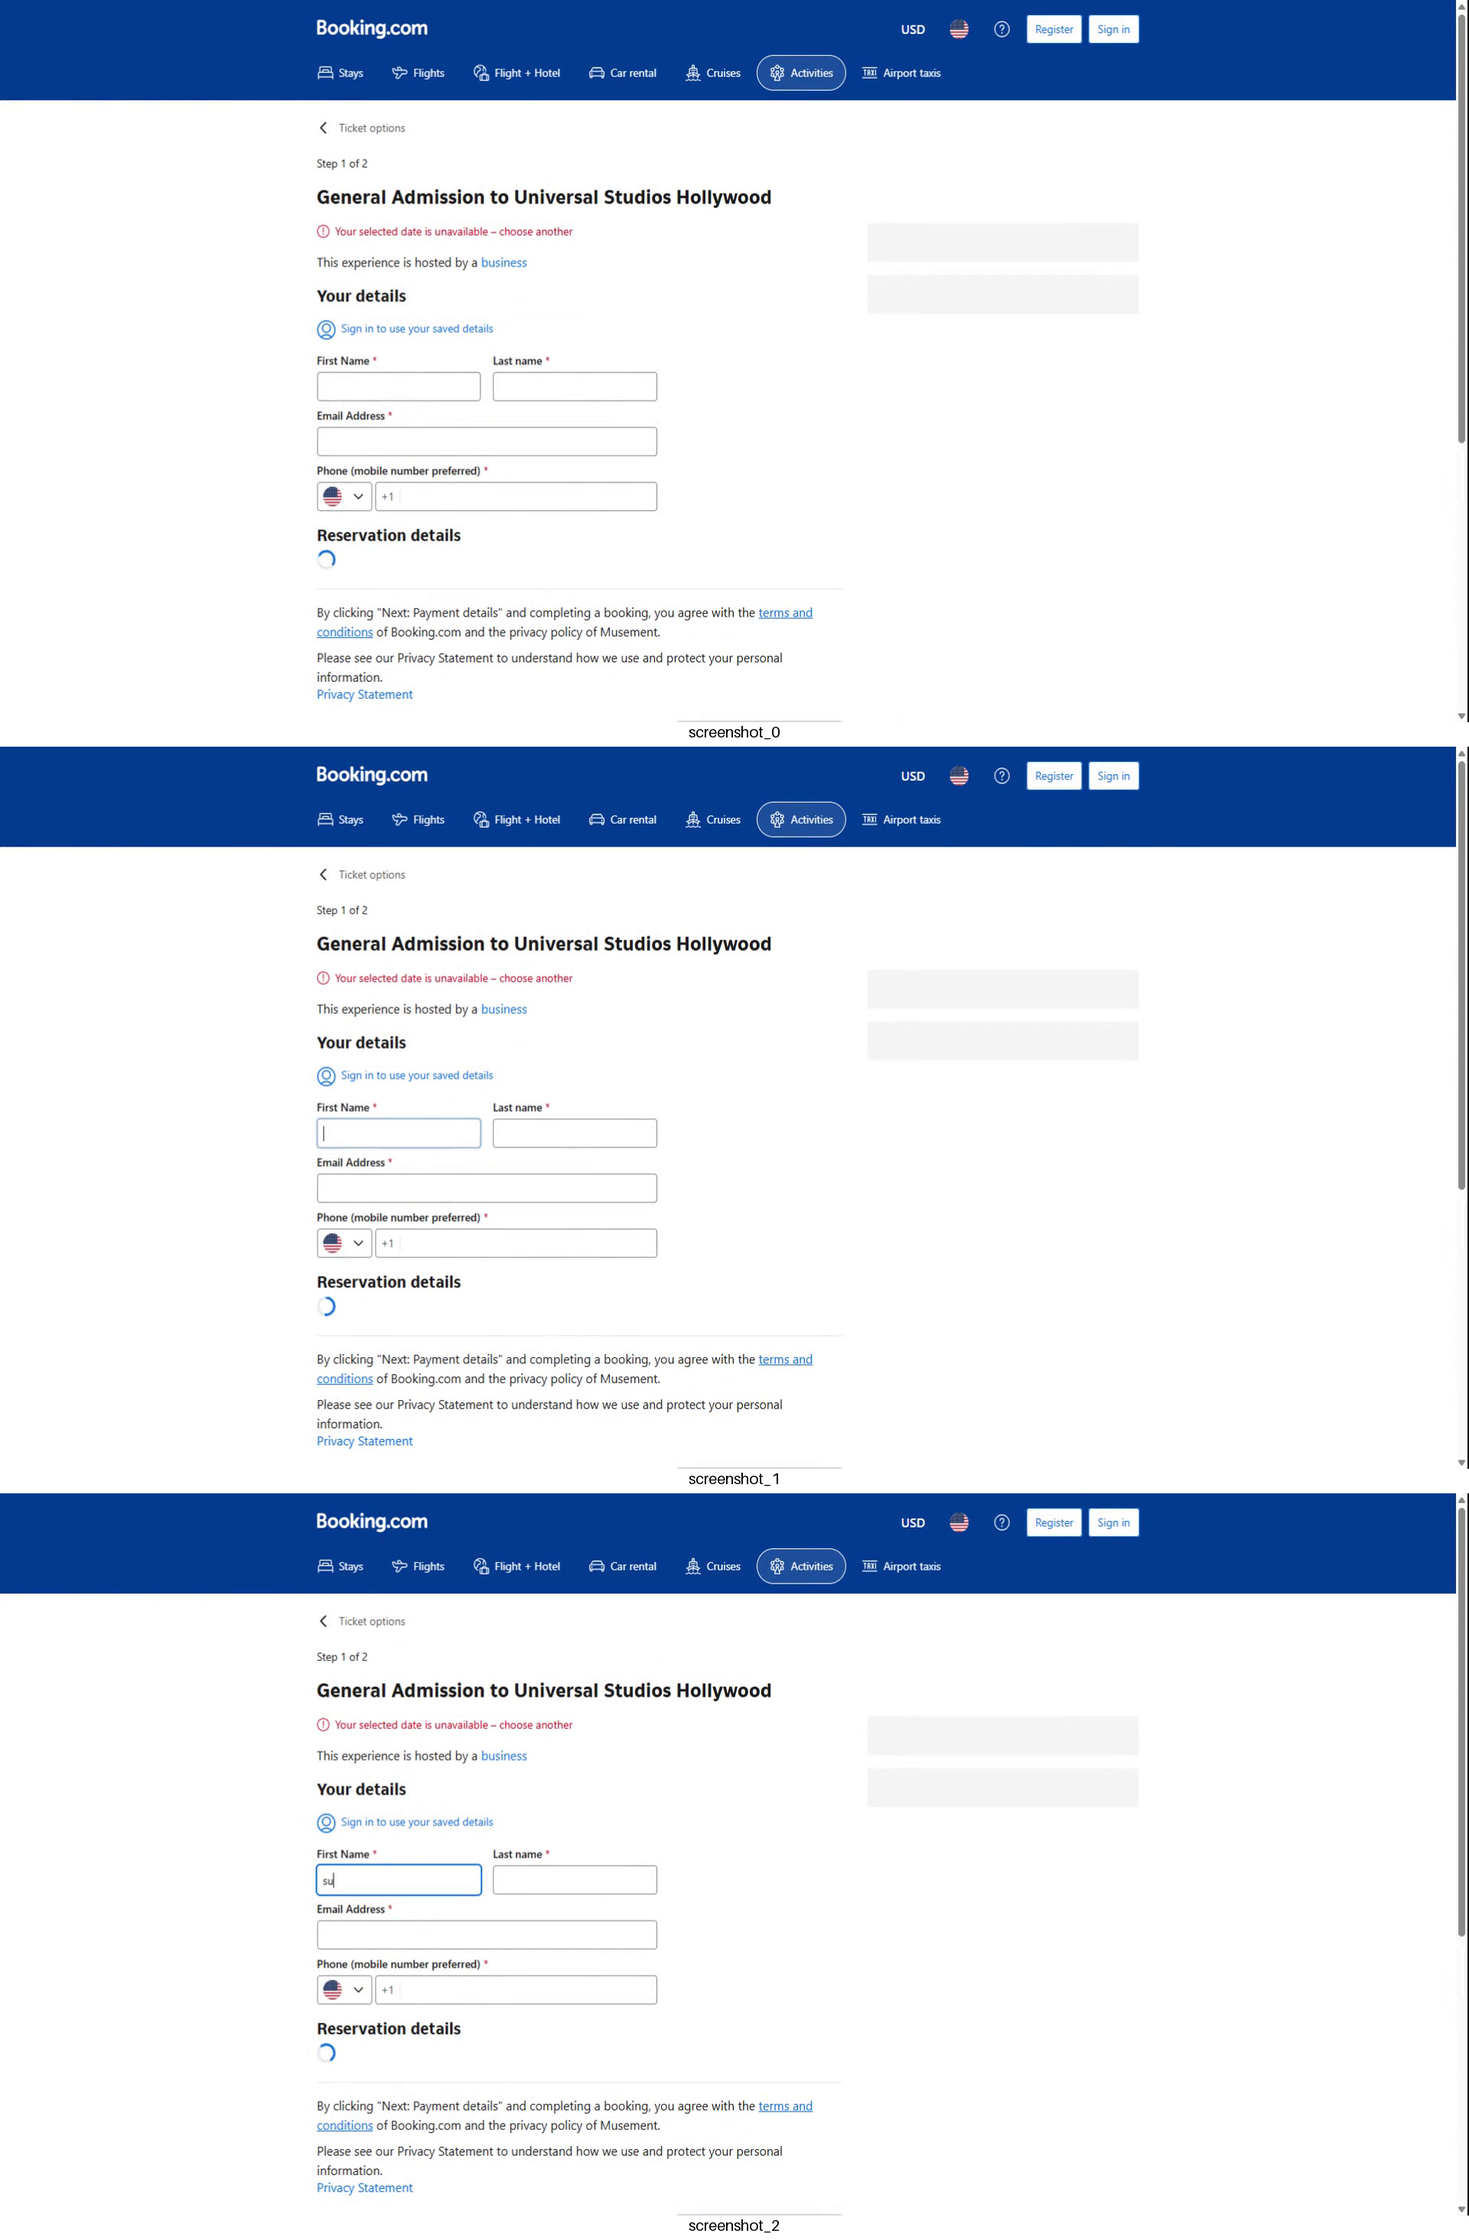 Booking.com
USD
Register
Sign in
Stays
Flights
Flight + Hotel
Car rental
Cruises
Activities
TAXI
Airport taxis
Ticket options
Step 1 of 2
General Admission to Universal Studios Hollywood
Your selected date is unavailable – choose another
This experience is hosted by a business
Your details
Sign in to use your saved details
First Name *
Last name *
Email Address *
Phone (mobile number preferred) *
+1
Reservation details
By clicking "Next: Payment details" and completing a booking, you agree with the terms and
conditions of Booking.com and the privacy policy of Musement.
Please see our Privacy Statement to understand how we use and protect your personal
information.
Privacy Statement
screenshot_0
Booking.com
USD
Register
Sign in
Stays
Flights
Flight + Hotel
Car rental
Cruises
Activities
TAXI
Airport taxis
Ticket options
Step 1 of 2
General Admission to Universal Studios Hollywood
Your selected date is unavailable – choose another
This experience is hosted by a business
Your details
Sign in to use your saved details
First Name *
Last name *
Email Address *
Phone (mobile number preferred) *
+1
Reservation details
By clicking "Next: Payment details" and completing a booking, you agree with the terms and
conditions of Booking.com and the privacy policy of Musement.
Please see our Privacy Statement to understand how we use and protect your personal
information.
Privacy Statement
screenshot_1
Booking.com
USD
Register
Sign in
Stays
Flights
Flight + Hotel
Car rental
Cruises
Activities
TAXI
Airport taxis
Ticket options
Step 1 of 2
General Admission to Universal Studios Hollywood
Your selected date is unavailable – choose another
This experience is hosted by a business
Your details
Sign in to use your saved details
First Name *
Last name *
su
Email Address *
Phone (mobile number preferred) *
+1
Reservation details
By clicking "Next: Payment details" and completing a booking, you agree with the terms and
conditions of Booking.com and the privacy policy of Musement.
Please see our Privacy Statement to understand how we use and protect your personal
information.
Privacy Statement
screenshot_2